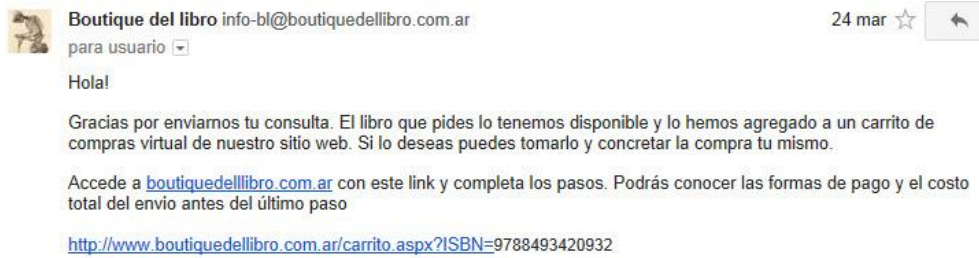 Boutique del libro info-bl@boutiquedellibro.com.ar 24 mar
para usuario
Hola!
Gracias por enviarnos tu consulta. El libro que pides lo tenemos disponible y lo hemos agregado a un carrito de
compras virtual de nuestro sitio web. Si lo deseas puedes tomarlo y concretar la compra tu mismo.
Accede a boutiquedelllibro.com.ar con este link y completa los pasos. Podrás conocer las formas de pago y el costo
total del envio antes del último paso
http://www.boutiquedellibro.com.ar/carrito.aspx?ISBN=9788493420932